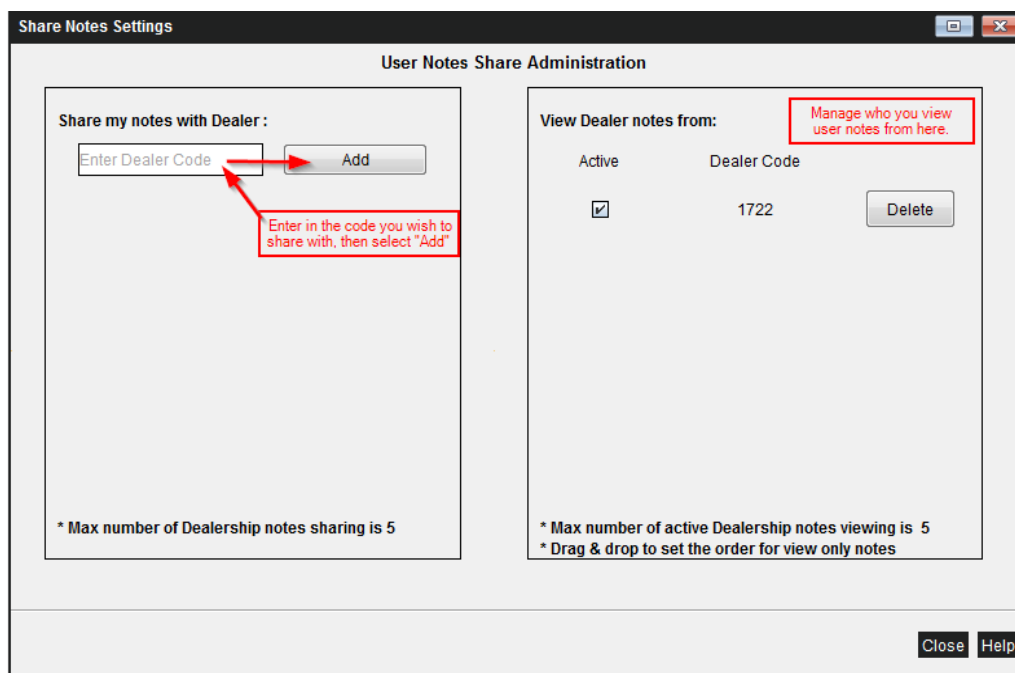 Share Notes Settings
User Notes Share Administration
Share my notes with Dealer :
Enter Dealer Code
Add
Enter in the code you wish to
share with, then select "Add"
* Max number of Dealership notes sharing is 5
View Dealer notes from:
Manage who you view
user notes from here.
Active
Dealer Code
1722
Delete
* Max number of active Dealership notes viewing is 5
* Drag & drop to set the order for view only notes
Close
Help